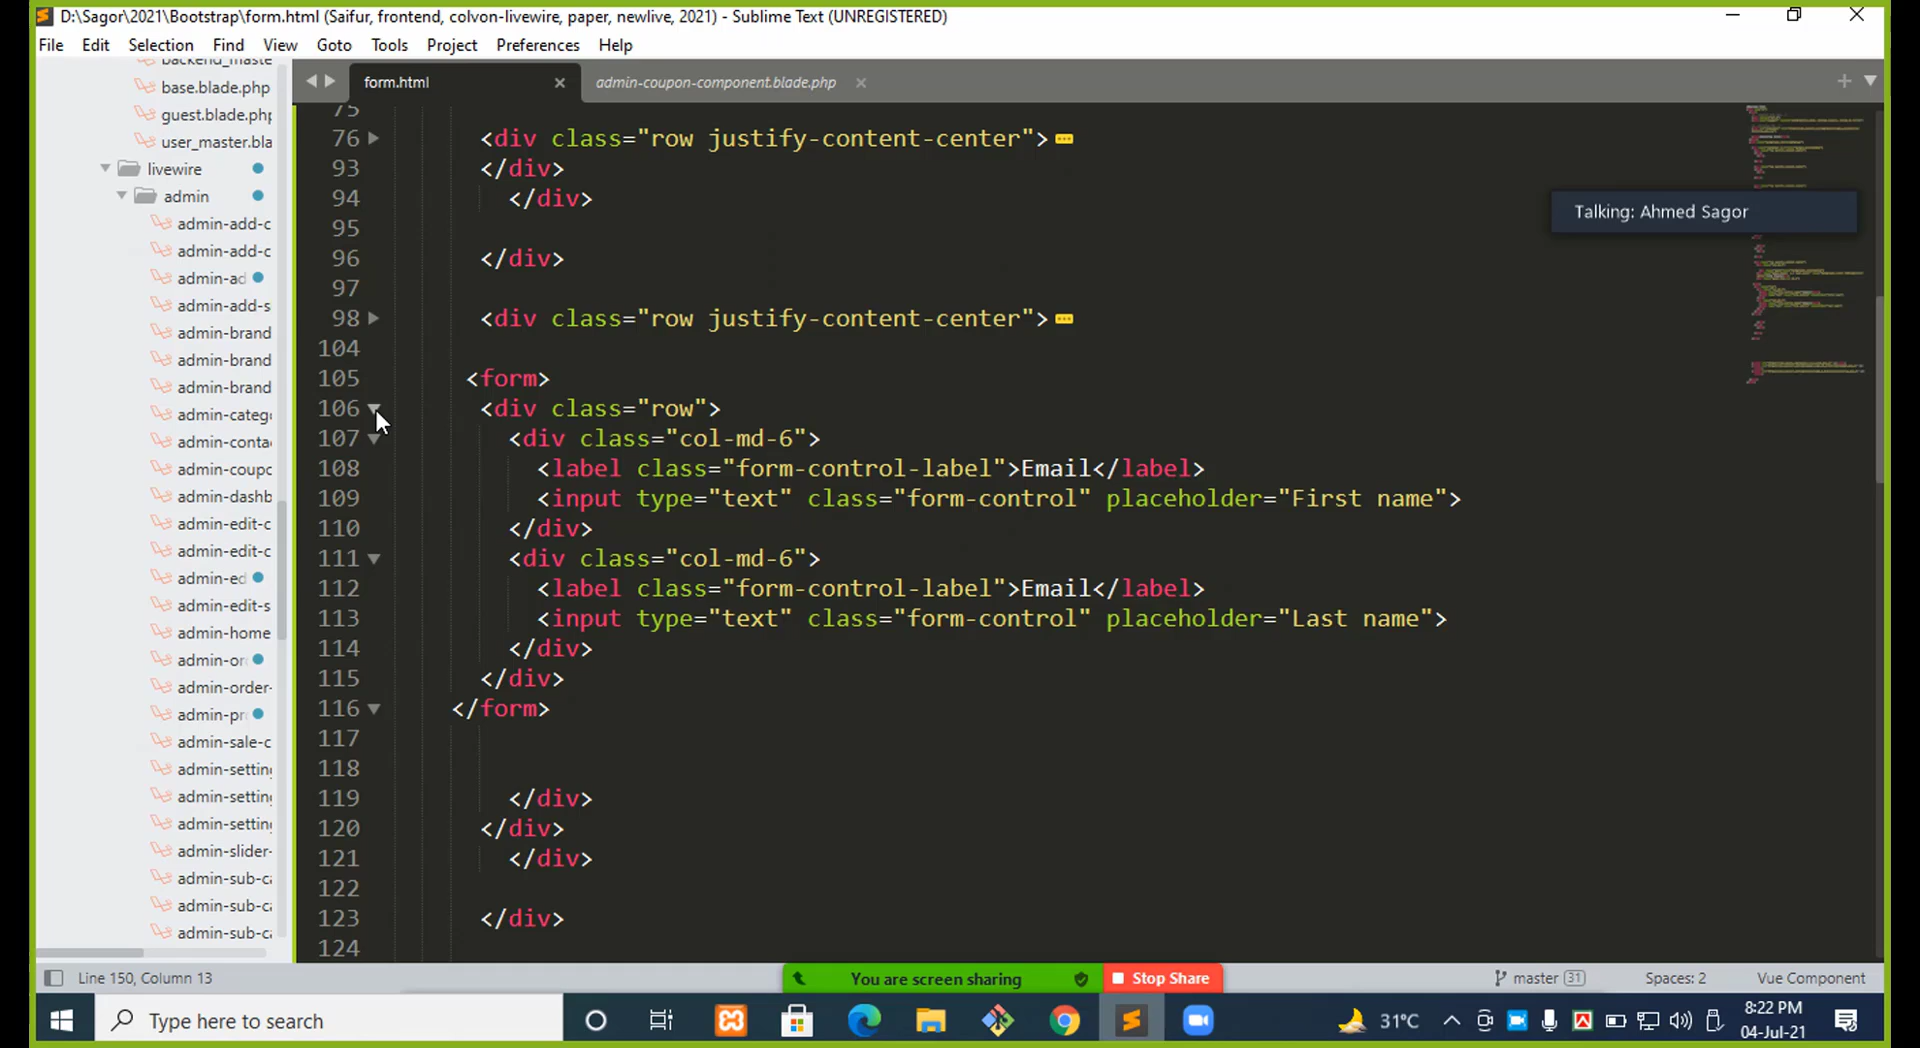 D:\Sagor\2021\Bootstrap\form.html (Saifur, frontend, colvon-livewire, paper, newlive, 2021) - Sublime Text (UNREGISTERED)
File Edit Selection Find View Goto Tools Project Preferences Help
form.html
admin-coupon-component.blade.php
backend_maste
base.blade.php
guest.blade.php
user_master.bla
livewire
admin
admin-add-c
admin-add-c
admin-ad
admin-add-s
admin-brand
admin-brand
admin-brand
admin-catego
admin-conta
admin-coupo
admin-dashb
admin-edit-c
admin-edit-c
admin-ed
admin-edit-s
admin-home
admin-or
admin-order-
admin-pr
admin-sale-c
admin-setting
admin-setting
admin-setting
admin-slider-
admin-sub-ca
admin-sub-ca
admin-sub-ca
75
76 <div class="row justify-content-center">
93 </div>
94 </div>
95
96 </div>
97
98 <div class="row justify-content-center">
104
105 <form>
106 <div class="row">
107 <div class="col-md-6">
108 <label class="form-control-label">Email</label>
109 <input type="text" class="form-control" placeholder="First name">
110 </div>
111 <div class="col-md-6">
112 <label class="form-control-label">Email</label>
113 <input type="text" class="form-control" placeholder="Last name">
114 </div>
115 </div>
116 </form>
117
118
119 </div>
120 </div>
121 </div>
122
123 </div>
124
Talking: Ahmed Sagor
Line 150, Column 13
You are screen sharing
Stop Share
master 31
Spaces: 2
Vue Component
Type here to search
31°C
8:22 PM
04-Jul-21